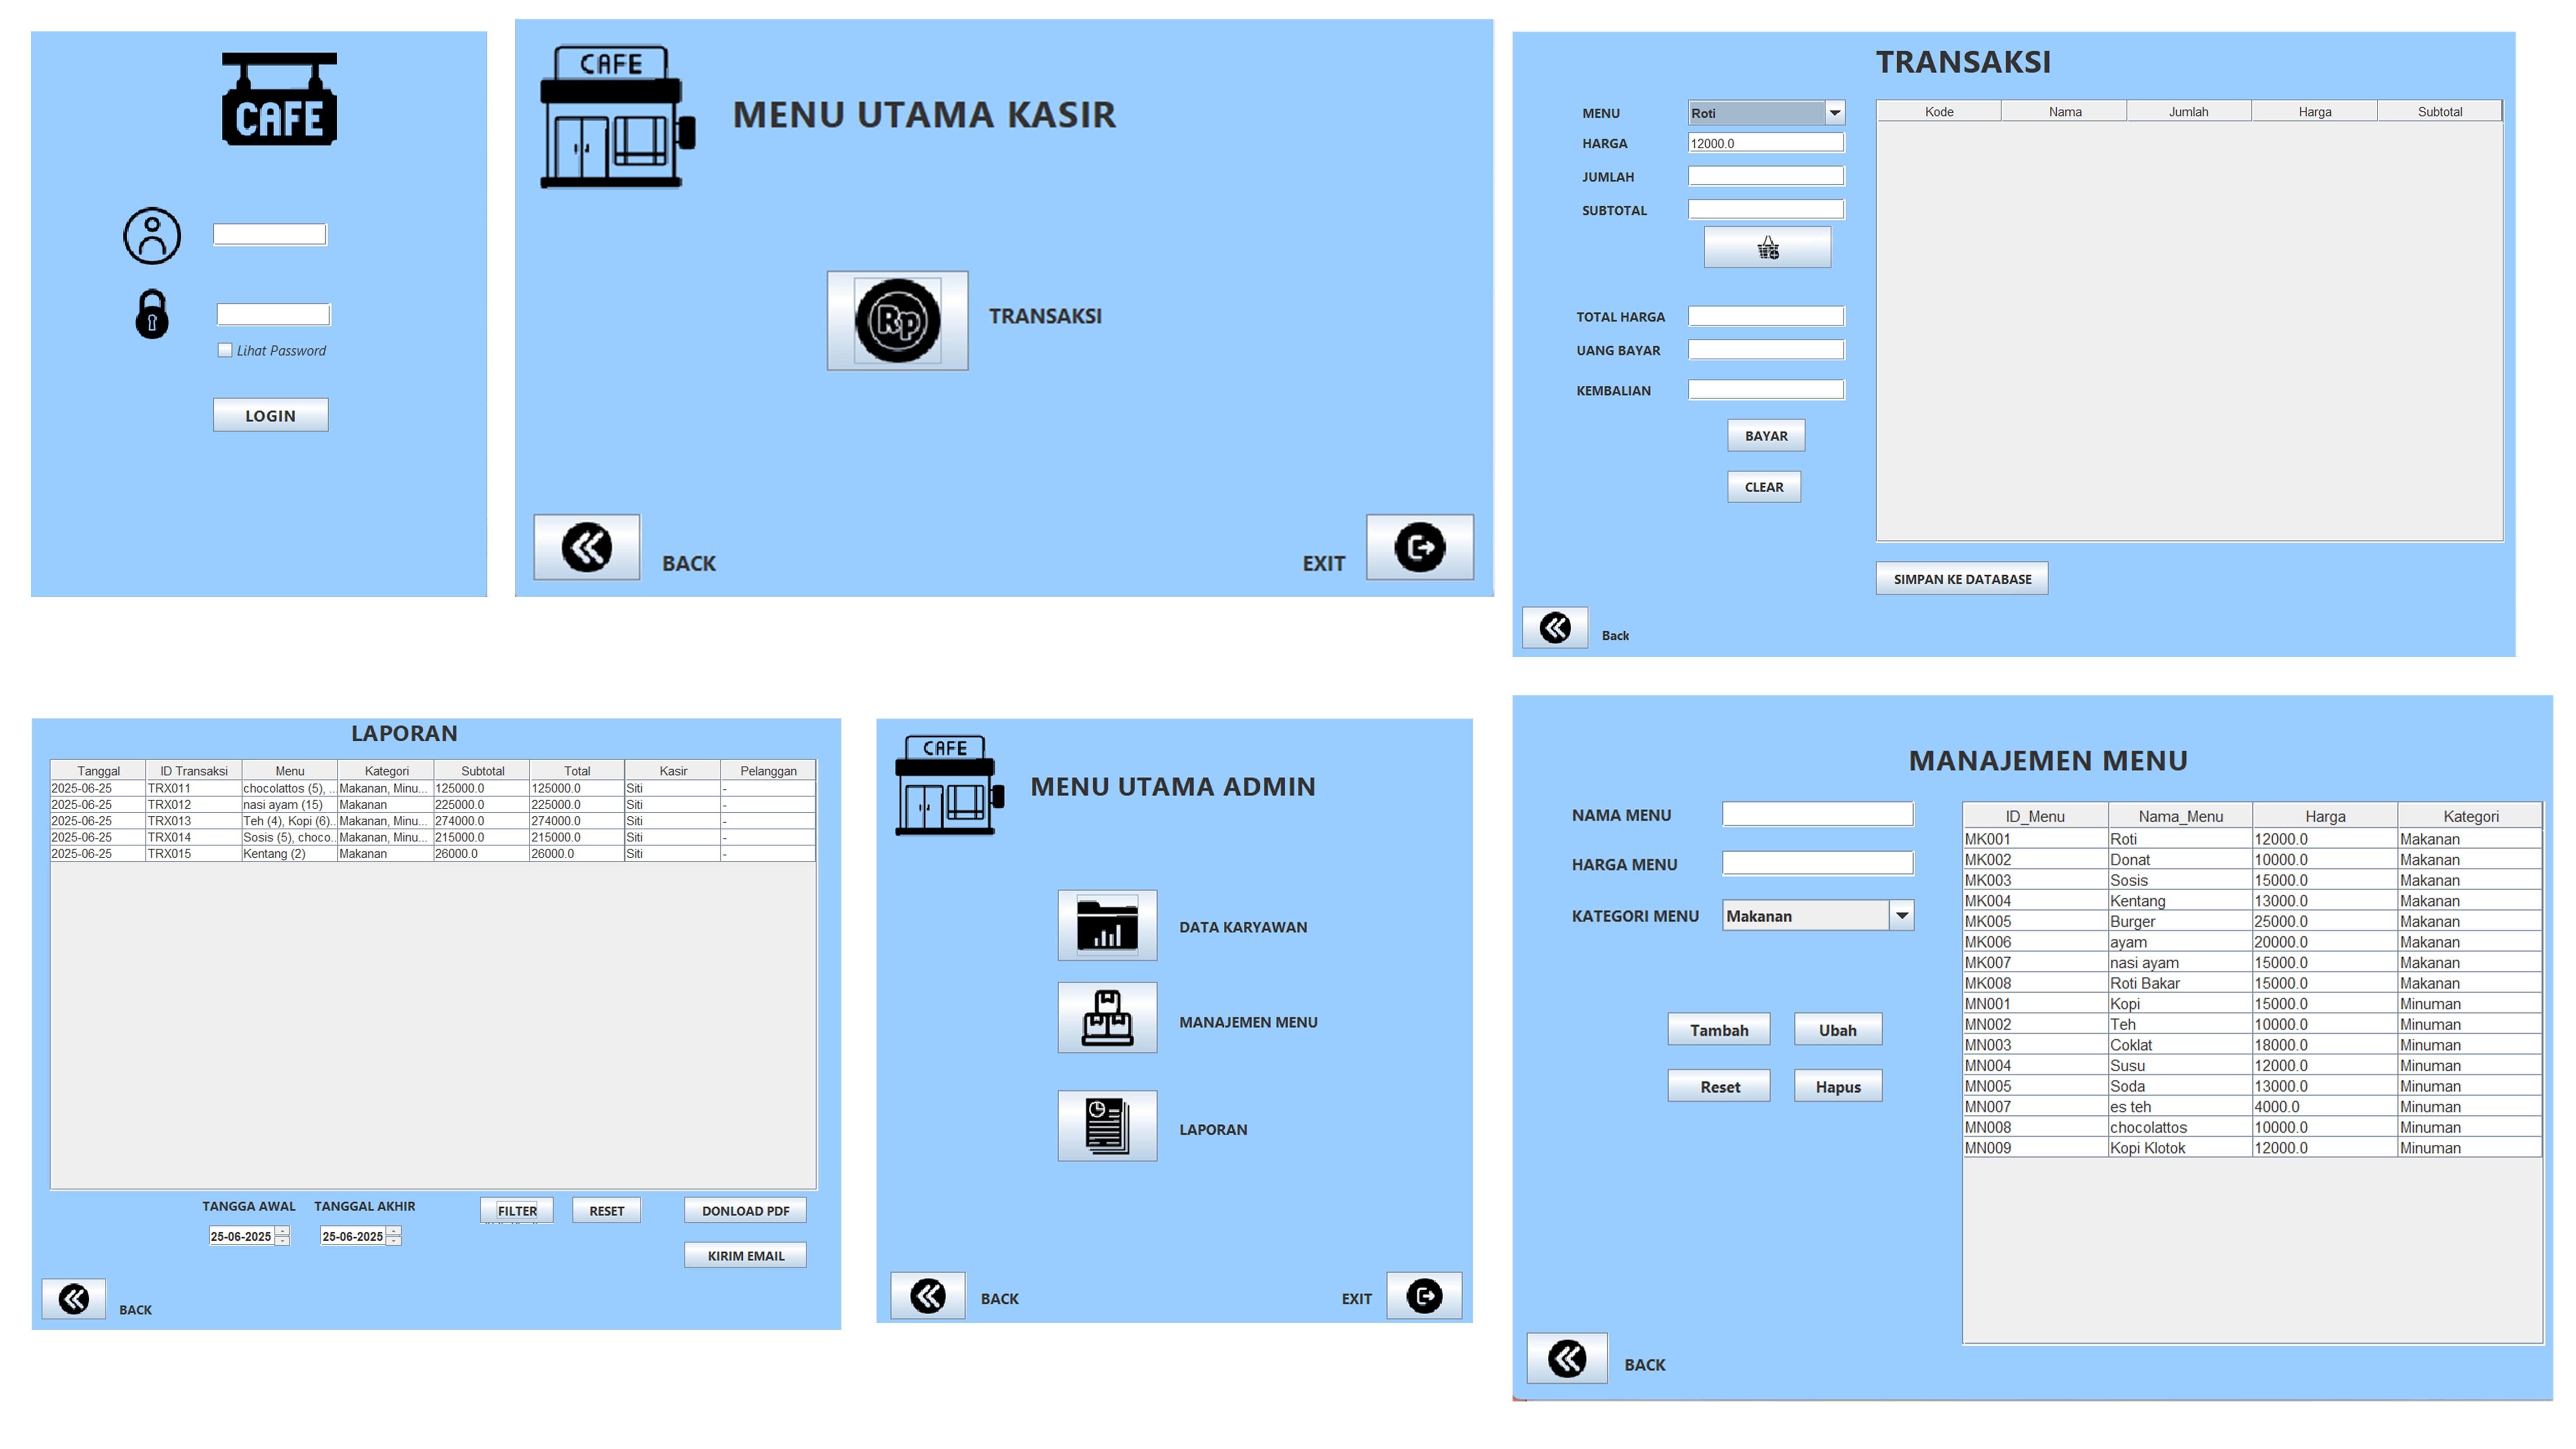 CAFE
Lihat Password
LOGIN
CAFE
MENU UTAMA KASIR
Rp
TRANSAKSI
BACK
EXIT
TRANSAKSI
MENU Roti
HARGA 12000.0
JUMLAH
SUBTOTAL
TOTAL HARGA
UANG BAYAR
KEMBALIAN
BAYAR
CLEAR
Kode Nama Jumlah Harga Subtotal
SIMPAN KE DATABASE
Back
LAPORAN
Tanggal ID Transaksi Menu Kategori Subtotal Total Kasir Pelanggan
2025-06-25 TRX011 chocolattos (5), ... Makanan, Minu... 125000.0 125000.0 Siti -
2025-06-25 TRX012 nasi ayam (15) Makanan 225000.0 225000.0 Siti -
2025-06-25 TRX013 Teh (4), Kopi (6)... Makanan, Minu... 274000.0 274000.0 Siti -
2025-06-25 TRX014 Sosis (5), choco... Makanan, Minu... 215000.0 215000.0 Siti -
2025-06-25 TRX015 Kentang (2) Makanan 26000.0 26000.0 Siti -
TANGGA AWAL TANGGAL AKHIR FILTER RESET DONLOAD PDF
25-06-2025 25-06-2025
KIRIM EMAIL
BACK
CAFE
MENU UTAMA ADMIN
DATA KARYAWAN
MANAJEMEN MENU
LAPORAN
BACK
EXIT
MANAJEMEN MENU
NAMA MENU
HARGA MENU
KATEGORI MENU Makanan
Tambah Ubah
Reset Hapus
ID_Menu Nama_Menu Harga Kategori
MK001 Roti 12000.0 Makanan
MK002 Donat 10000.0 Makanan
MK003 Sosis 15000.0 Makanan
MK004 Kentang 13000.0 Makanan
MK005 Burger 25000.0 Makanan
MK006 ayam 20000.0 Makanan
MK007 nasi ayam 15000.0 Makanan
MK008 Roti Bakar 15000.0 Makanan
MN001 Kopi 15000.0 Minuman
MN002 Teh 10000.0 Minuman
MN003 Coklat 18000.0 Minuman
MN004 Susu 12000.0 Minuman
MN005 Soda 13000.0 Minuman
MN007 es teh 4000.0 Minuman
MN008 chocolattos 10000.0 Minuman
MN009 Kopi Klotok 12000.0 Minuman
BACK